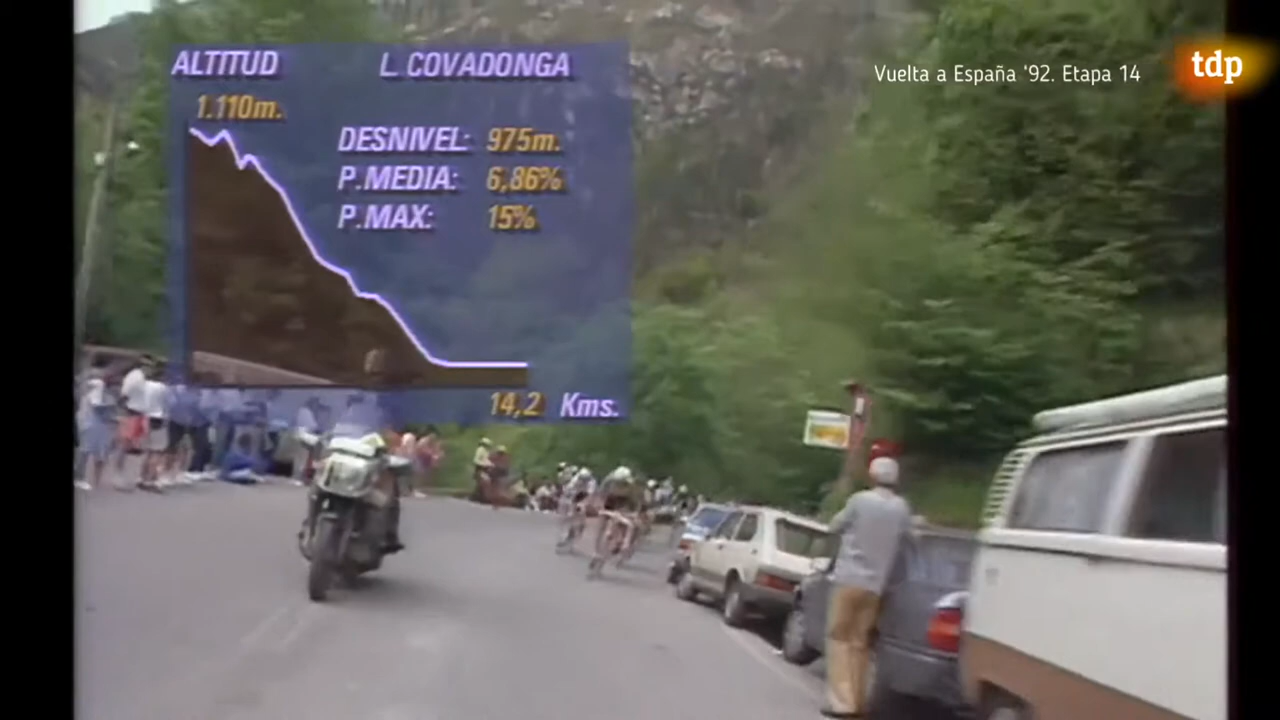 ALTITUD L.COVADONGA
1.110m.
DESNIVEL: 975m.
P.MEDIA: 6,86%
P.MAX: 15%
14,2 Kms.
Vuelta a España '92. Etapa 14
tdp